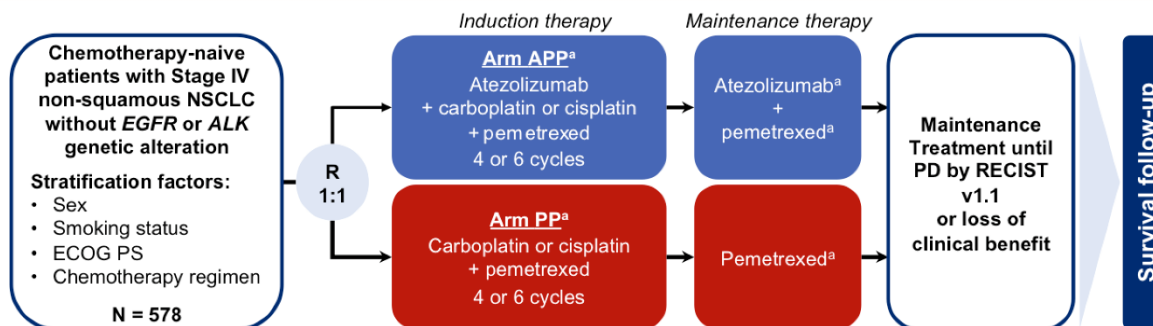 Induction therapy
Maintenance therapy
Chemotherapy-naive
patients with Stage IV
non-squamous NSCLC
without EGFR or ALK
genetic alteration
Stratification factors:
• Sex
• Smoking status
• ECOG PS
• Chemotherapy regimen
N = 578
R
1:1
Arm APPᵃ
Atezolizumab
+ carboplatin or cisplatin
+ pemetrexed
4 or 6 cycles
Atezolizumabᵃ
+
pemetrexedᵃ
Arm PPᵃ
Carboplatin or cisplatin
+ pemetrexed
4 or 6 cycles
Pemetrexedᵃ
Maintenance
Treatment until
PD by RECIST
v1.1
or loss of
clinical benefit
Survival follow-up